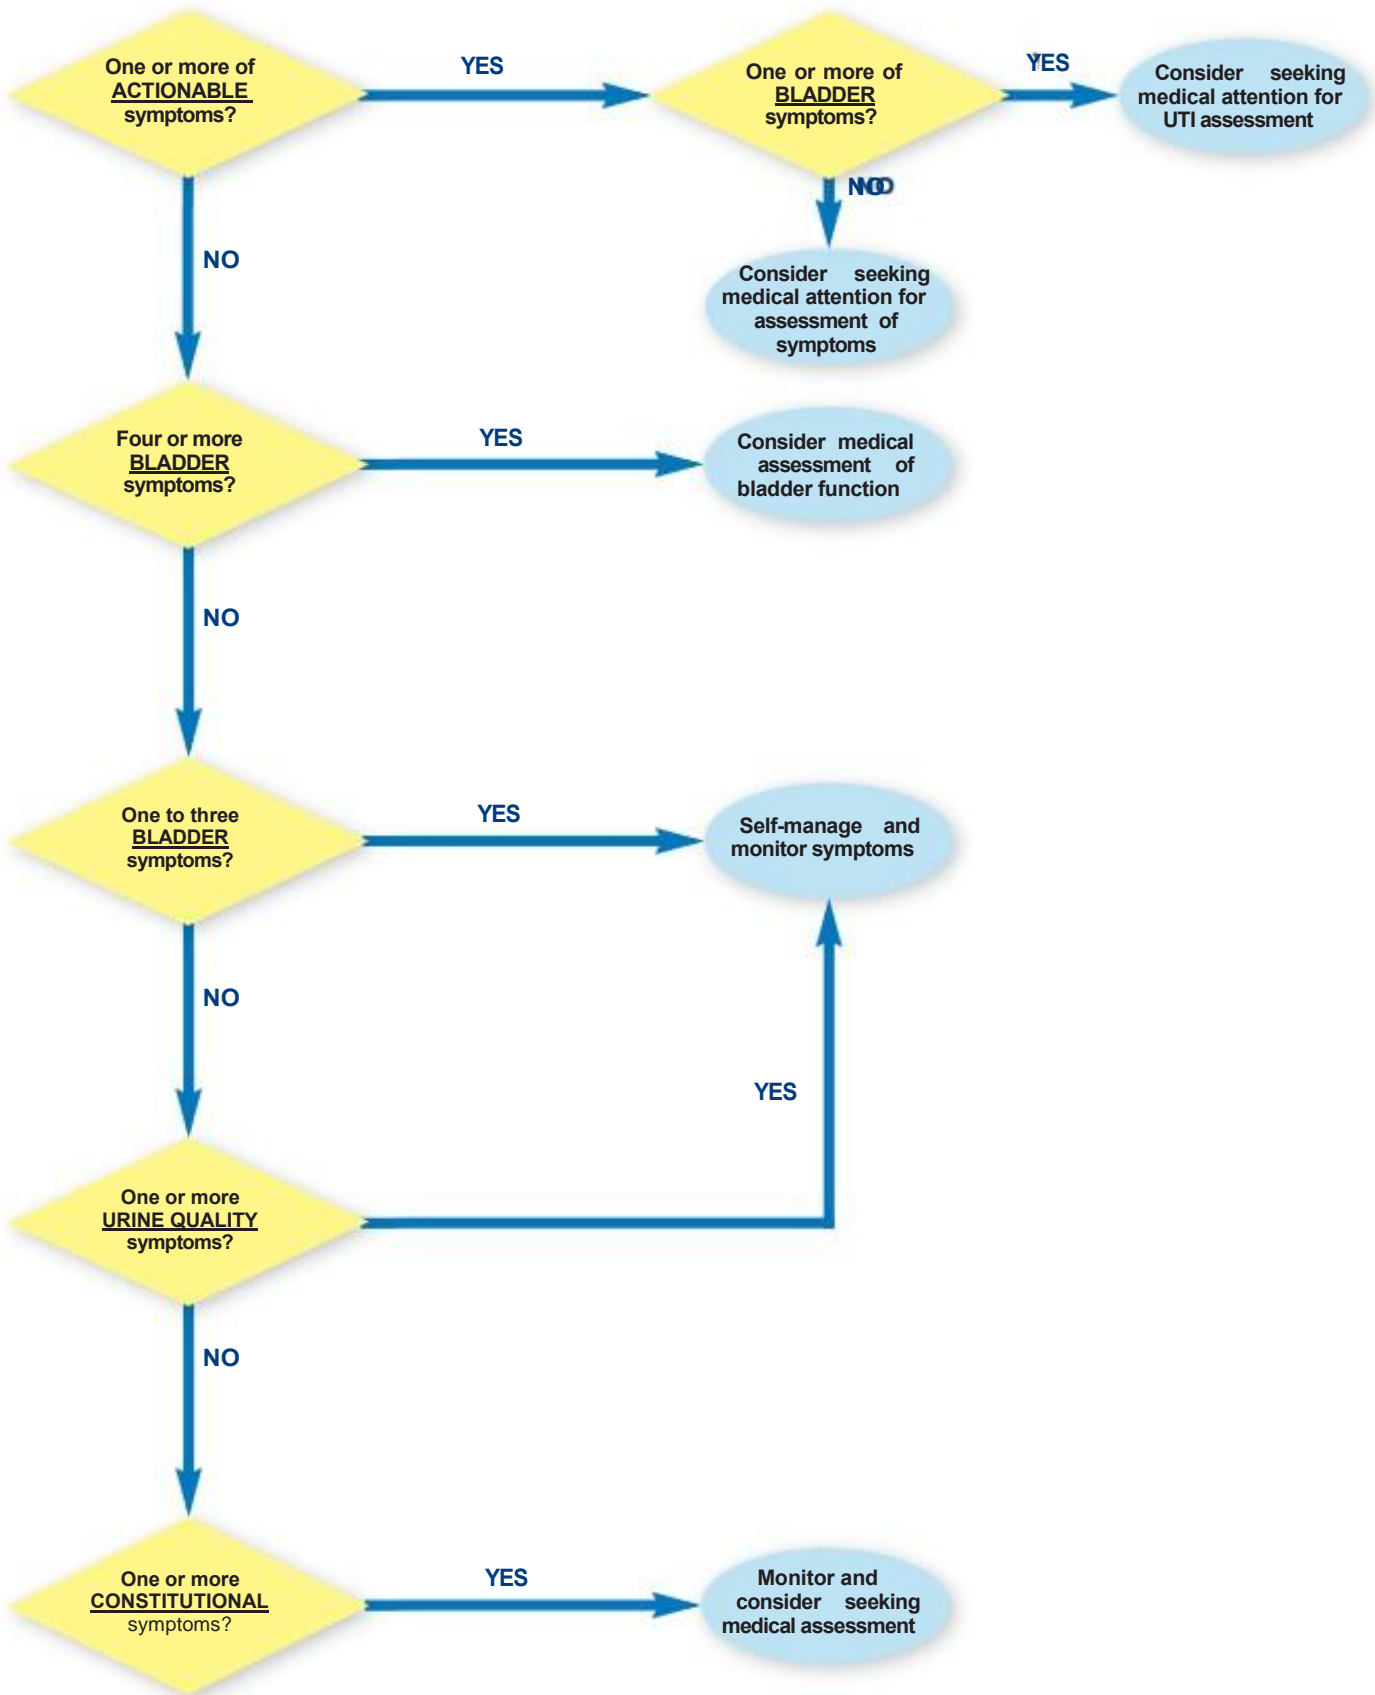 One or more of
ACTIONABLE
symptoms?
YES
One or more of
BLADDER
symptoms?
YES
Consider seeking
medical attention for
UTI assessment
NO
NO
Consider seeking
medical attention for
assessment of
symptoms
Four or more
BLADDER
symptoms?
YES
Consider medical
assessment of
bladder function
NO
One to three
BLADDER
symptoms?
YES
Self-manage and
monitor symptoms
NO
YES
One or more
URINE QUALITY
symptoms?
NO
One or more
CONSTITUTIONAL
symptoms?
YES
Monitor and
consider seeking
medical assessment